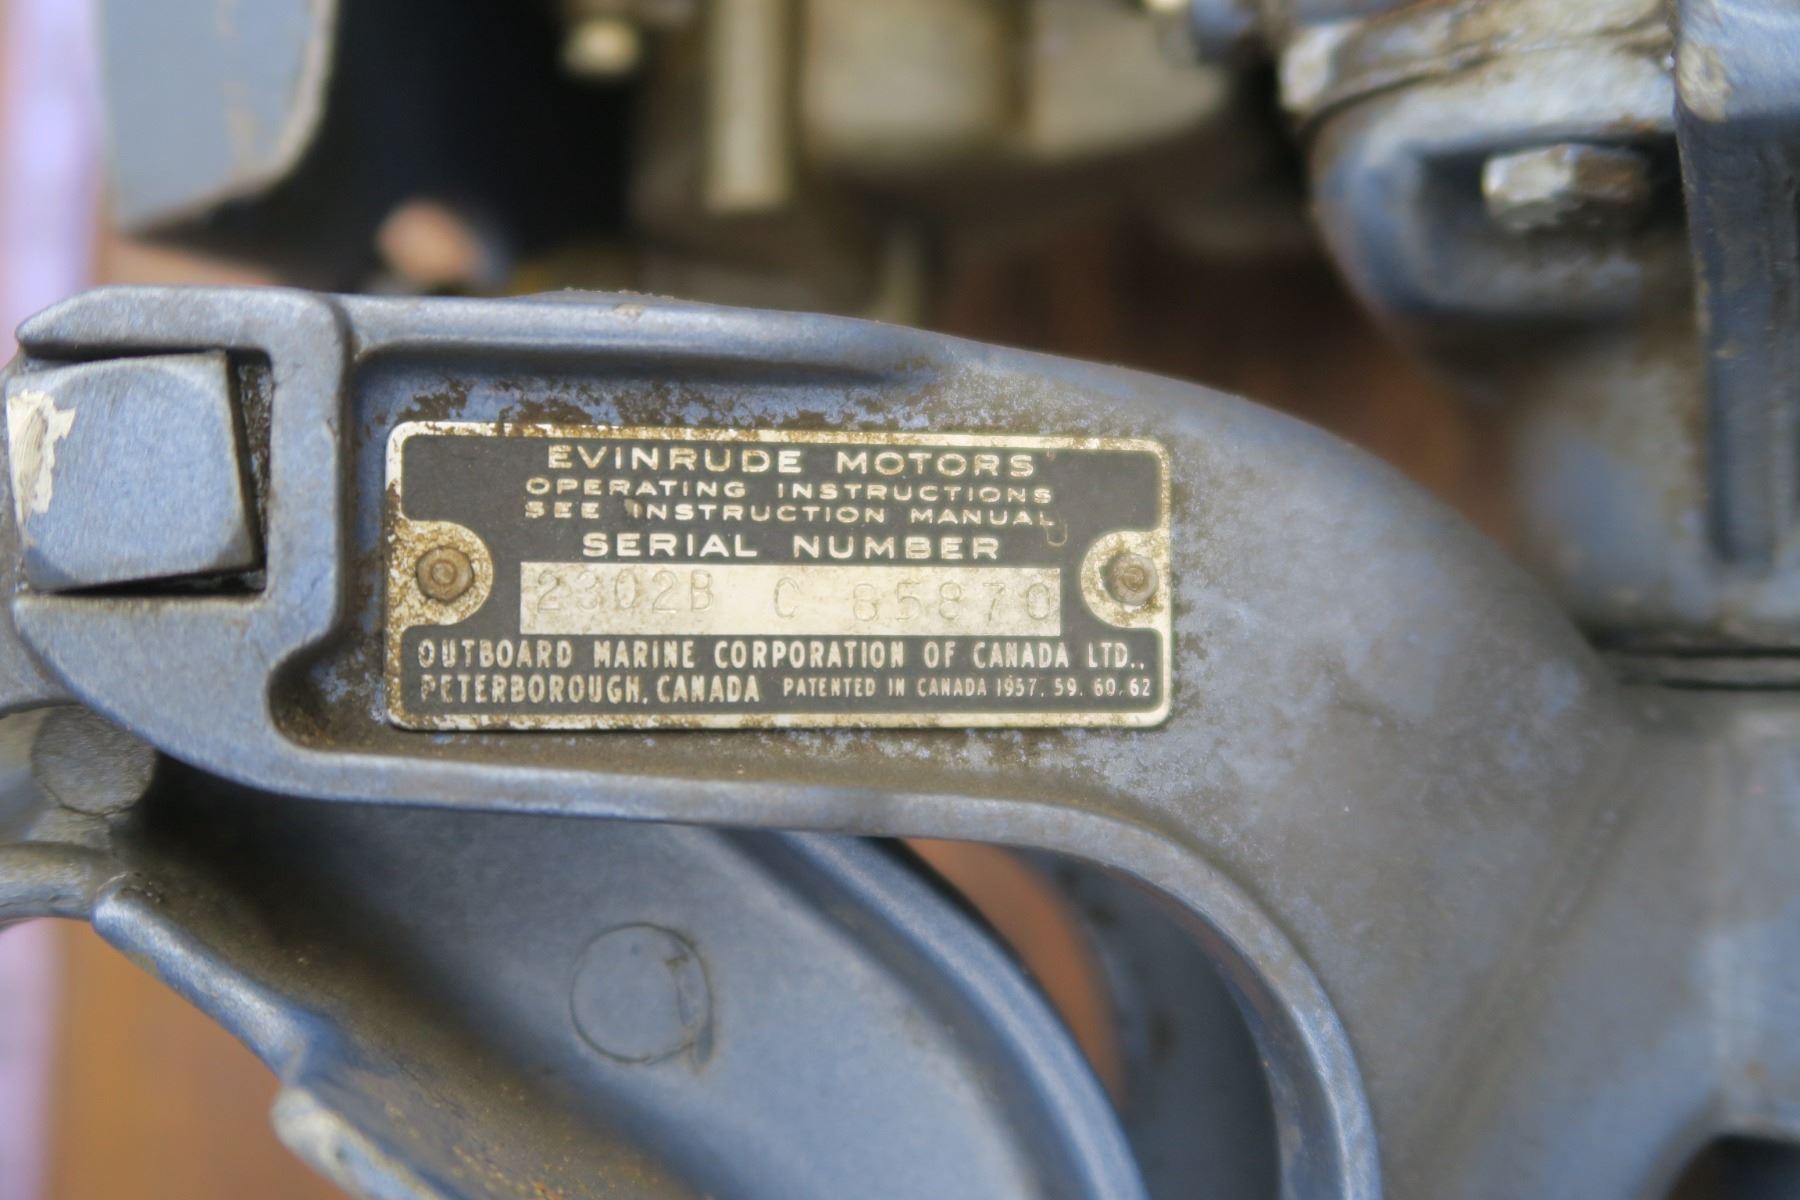 EVINRUDE MOTORS
OPERATING INSTRUCTIONS
SEE INSTRUCTION MANUAL
SERIAL NUMBER
2302B C 85870
OUTBOARD MARINE CORPORATION OF CANADA LTD.,
PETERBOROUGH, CANADA PATENTED IN CANADA 1957, 59, 60, 62